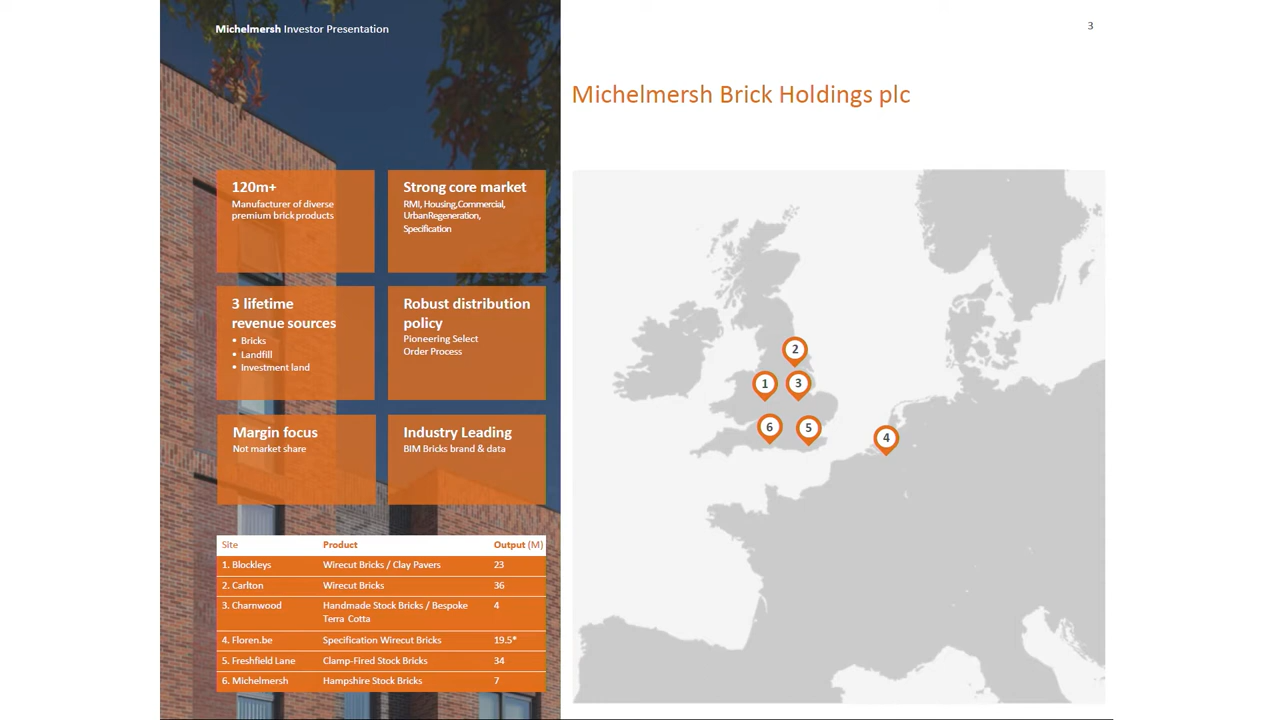 Michelmersh Investor Presentation
3
Michelmersh Brick Holdings plc
120m+
Manufacturer of diverse
premium brick products
Strong core market
RMI, Housing,Commercial,
UrbanRegeneration,
Specification
3 lifetime
revenue sources
▪ Bricks
▪ Landfill
▪ Investment land
Robust distribution
policy
Pioneering Select
Order Process
Margin focus
Not market share
Industry Leading
BIM Bricks brand & data
Site Product Output (M)
1. Blockleys Wirecut Bricks / Clay Pavers 23
2. Carlton Wirecut Bricks 36
3. Charnwood Handmade Stock Bricks / Bespoke 4
Terra Cotta
4. Floren.be Specification Wirecut Bricks 19.5*
5. Freshfield Lane Clamp-Fired Stock Bricks 34
6. Michelmersh Hampshire Stock Bricks 7
2
1
3
6
5
4